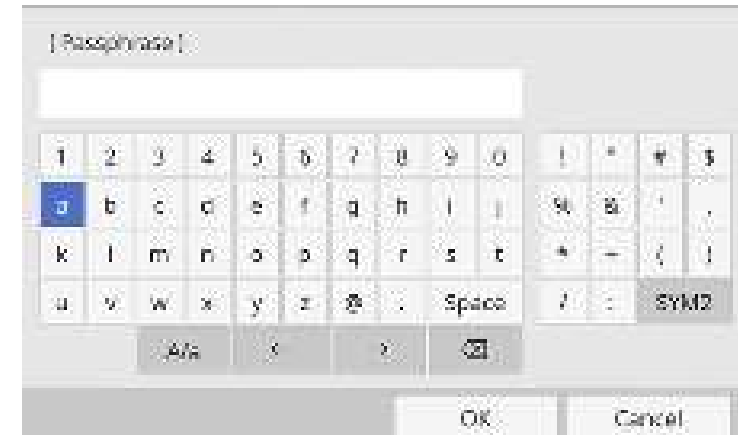 [ Passphrase ]
1 2 3 4 5 6 7 8 9 0 ! " # $
a b c d e f g h i j % & ' ,
k l m n o p q r s t * - ( )
u v w x y z @ . Space / : SYM2
A/a < > ⌫
OK Cancel